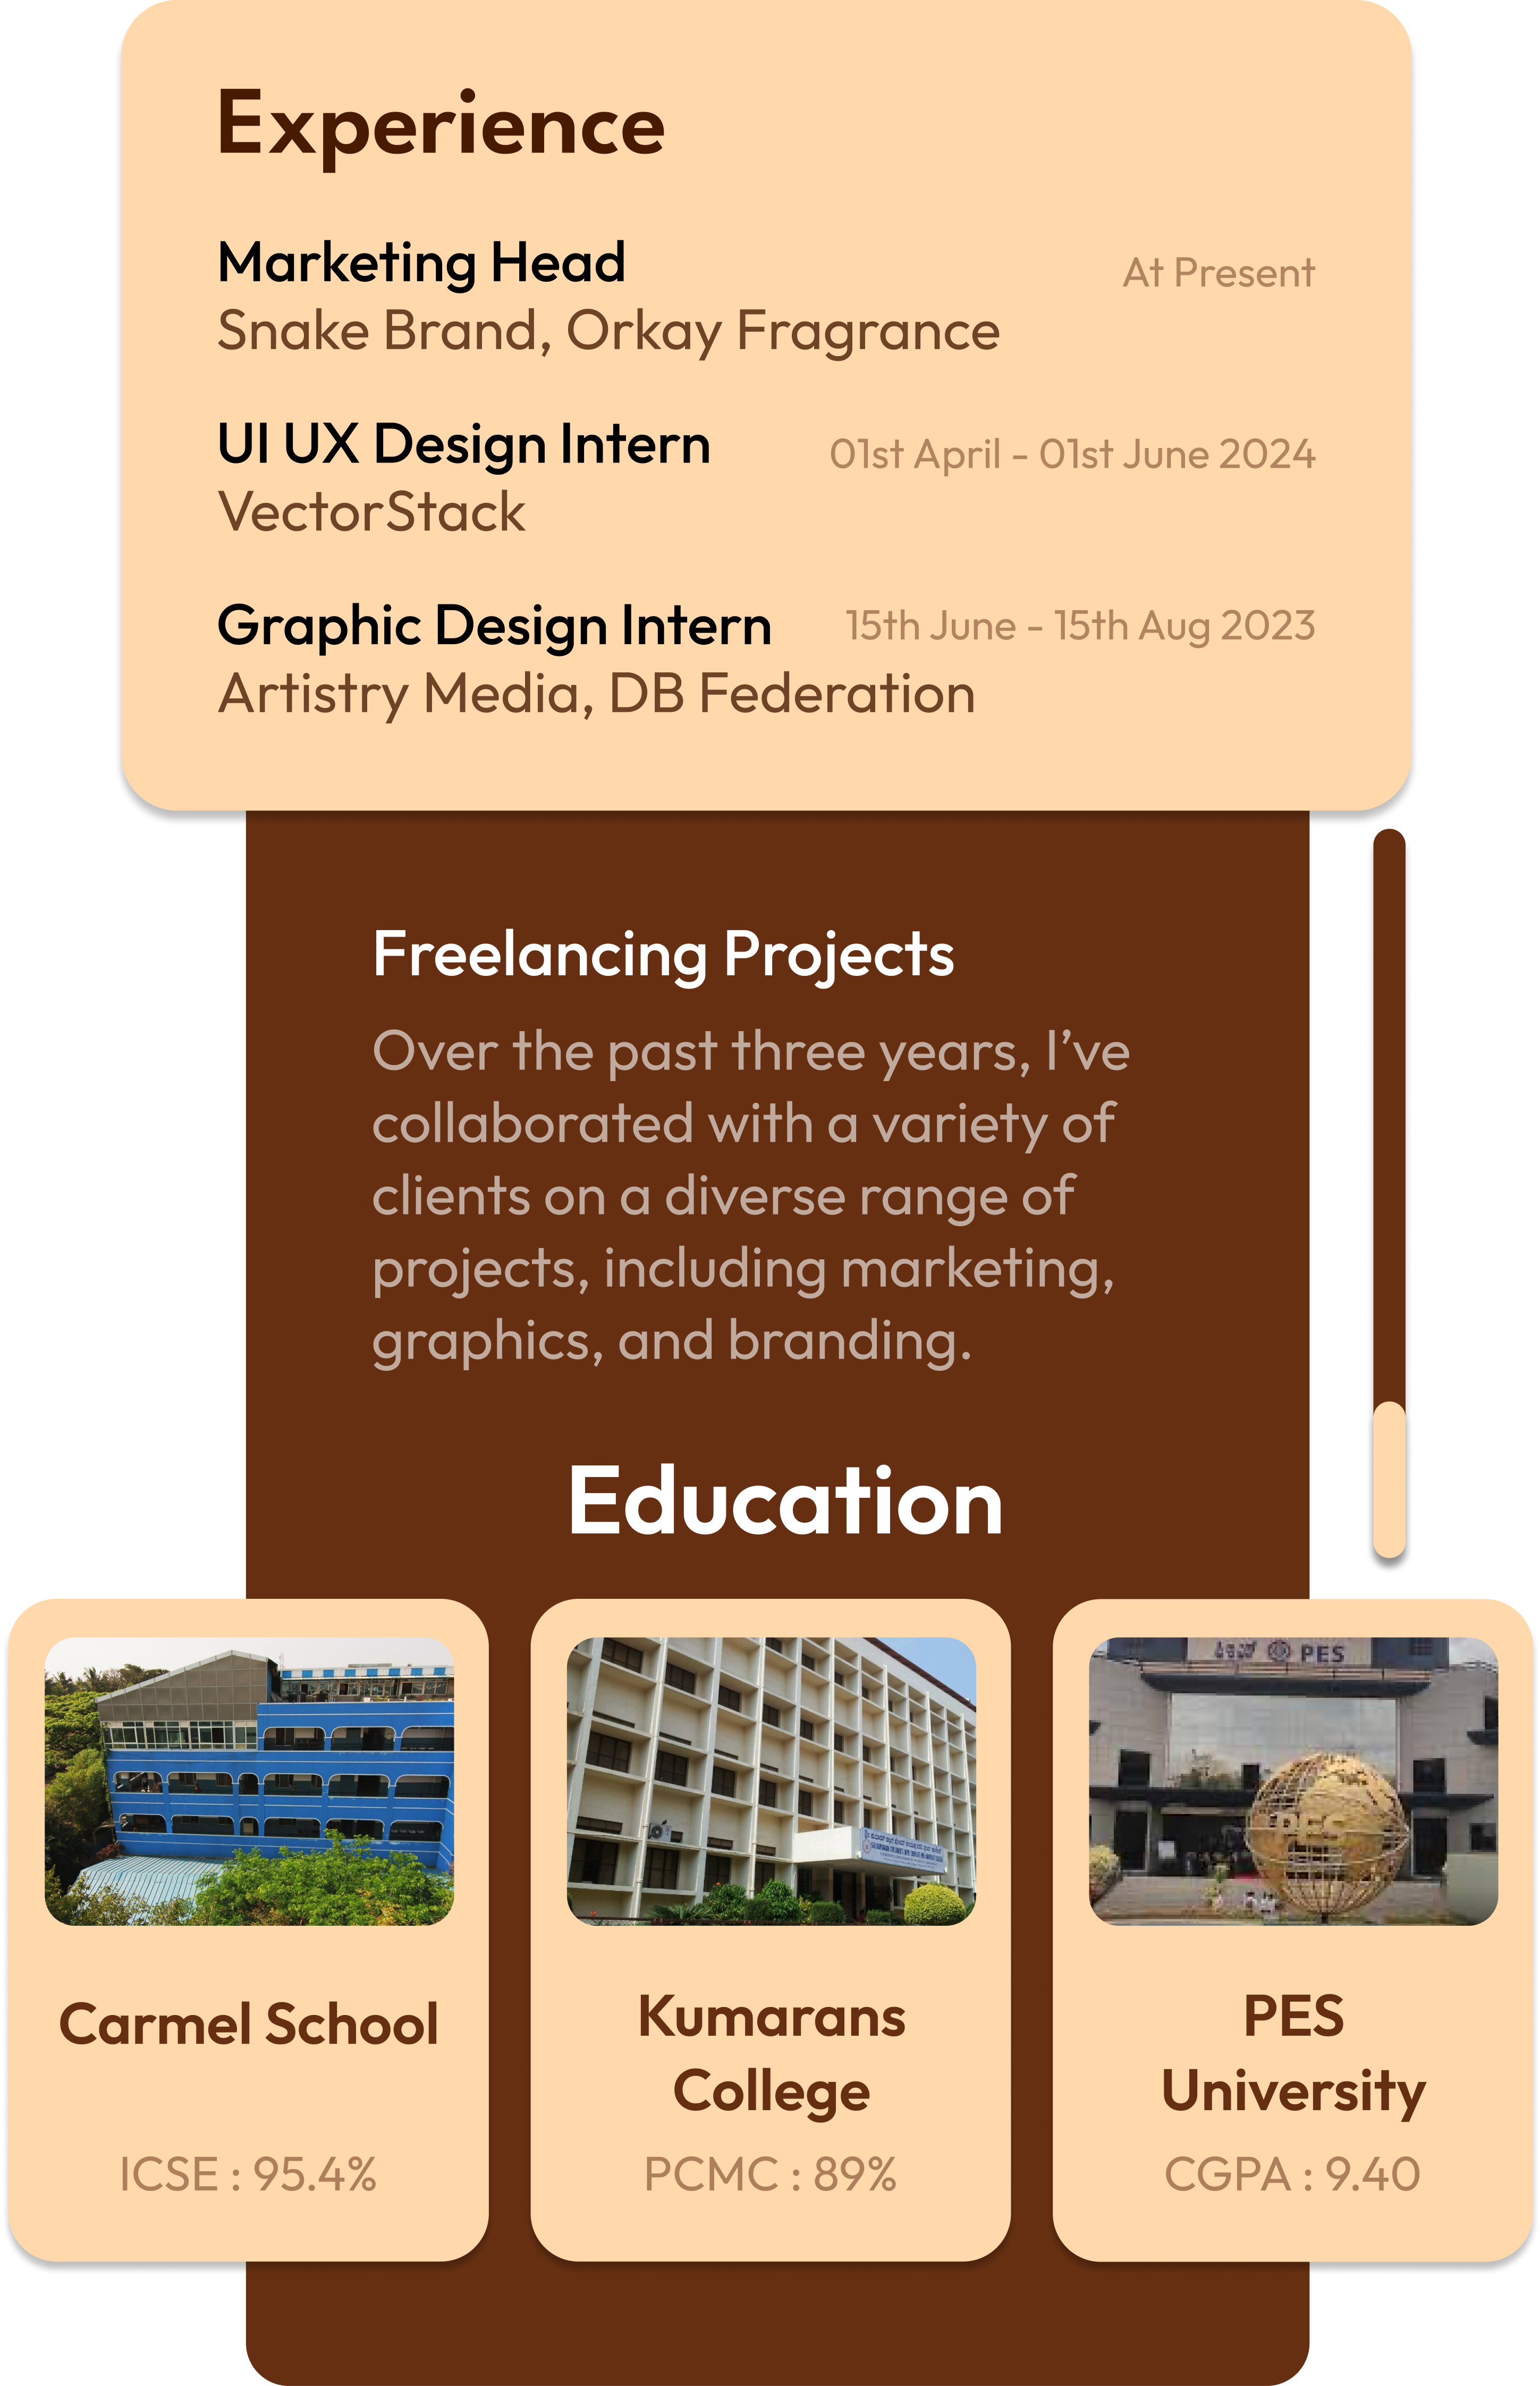 Experience
Marketing Head
At Present
Snake Brand, Orkay Fragrance
UI UX Design Intern
01st April - 01st June 2024
VectorStack
Graphic Design Intern
15th June - 15th Aug 2023
Artistry Media, DB Federation
Freelancing Projects
Over the past three years, I’ve
collaborated with a variety of
clients on a diverse range of
projects, including marketing,
graphics, and branding.
Education
PES
PES
Carmel School
ICSE : 95.4%
Kumarans
College
PCMC : 89%
PES
University
CGPA : 9.40